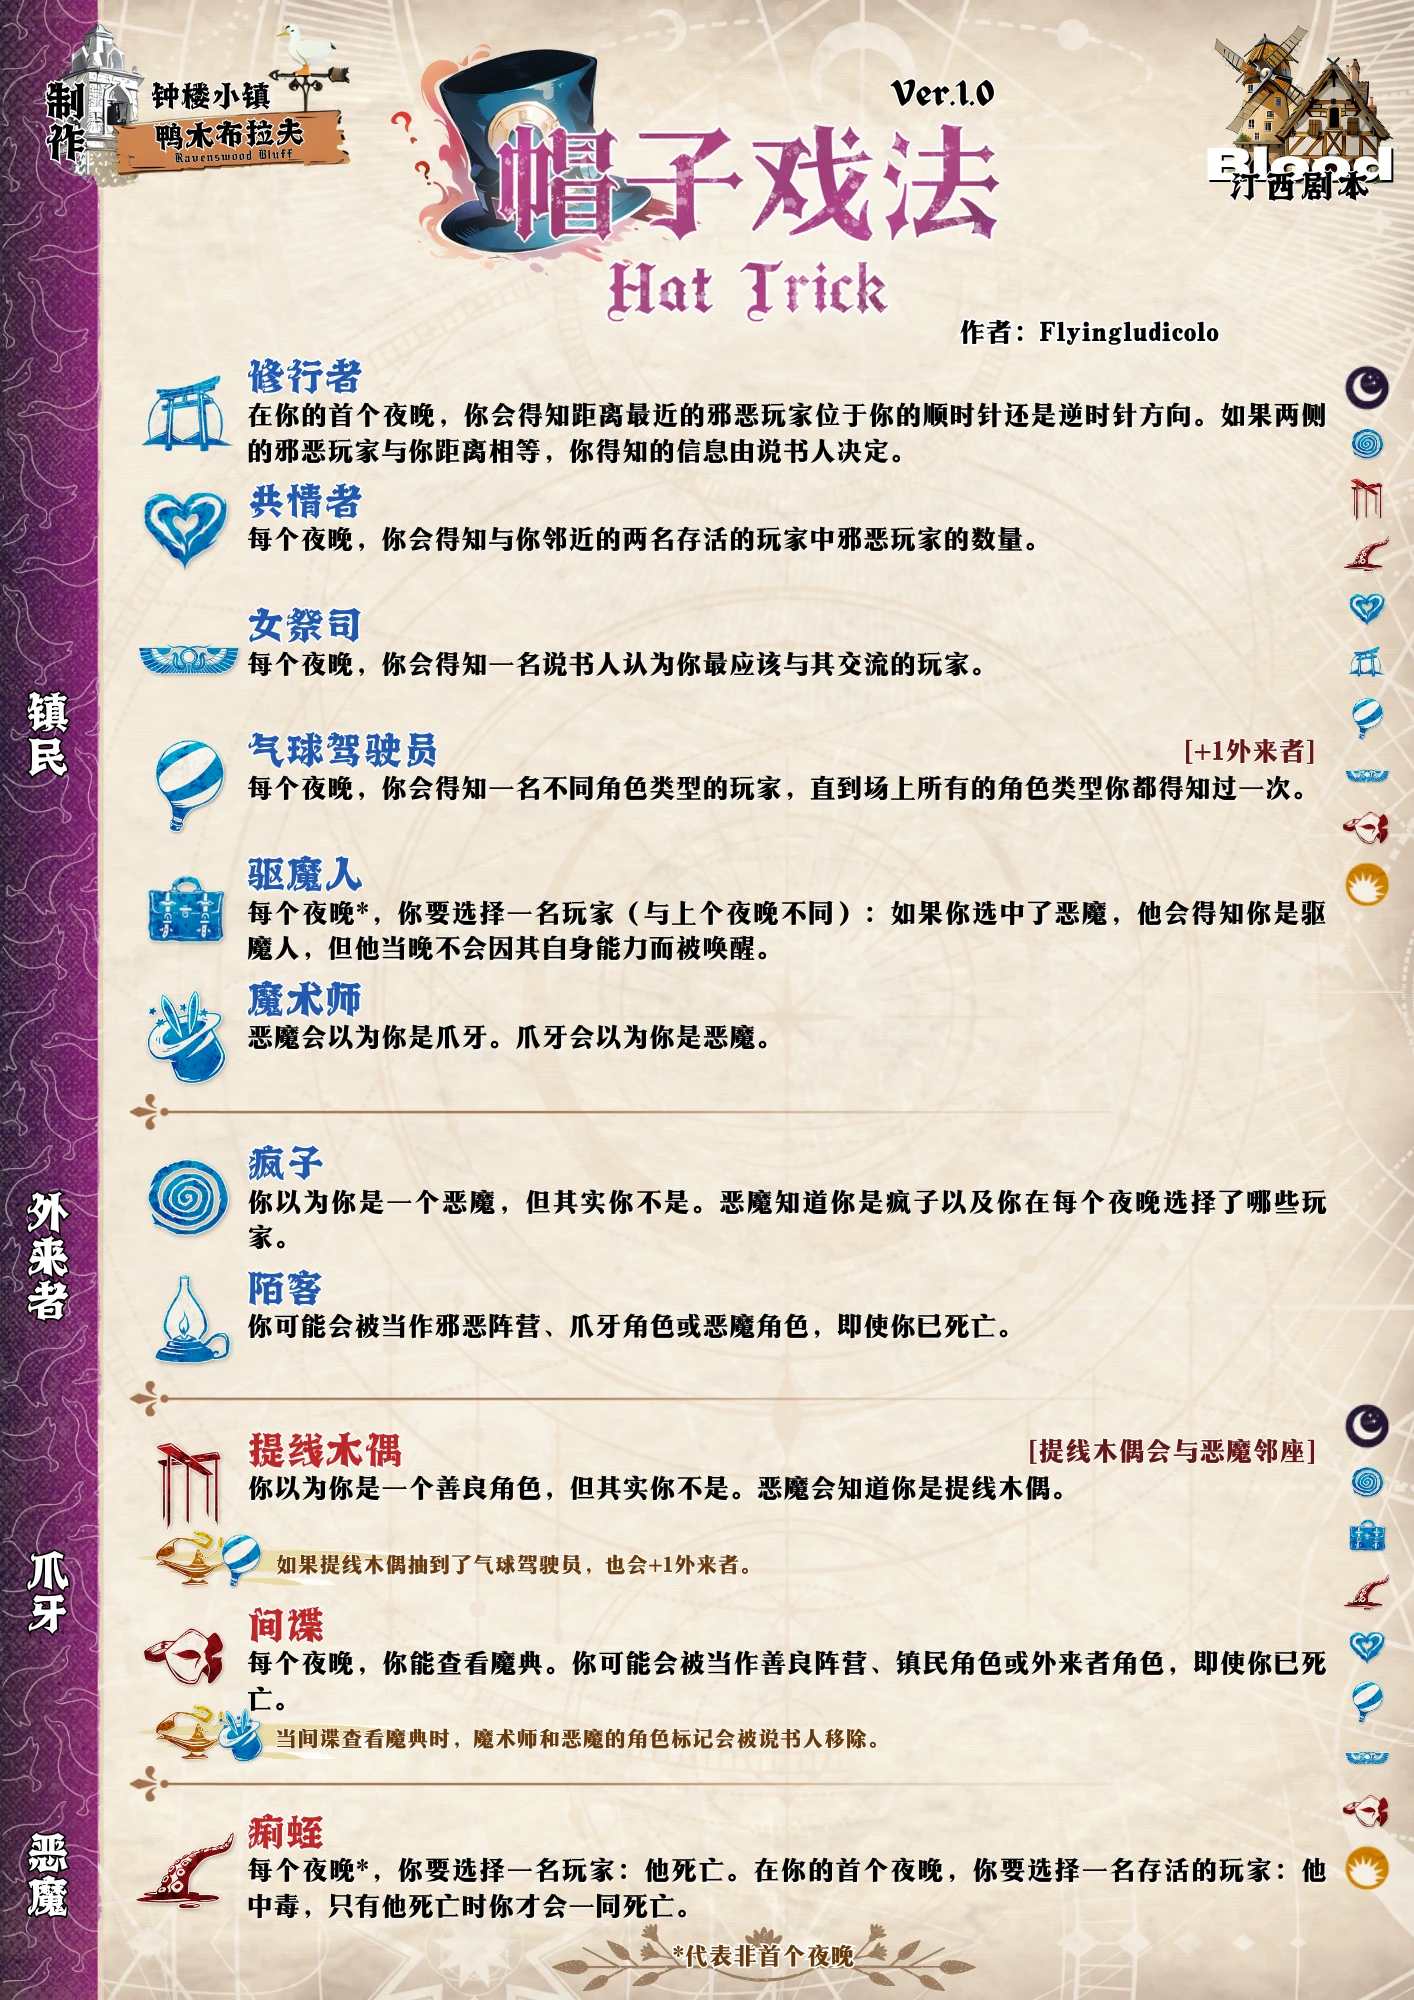 制作
钟楼小镇
鸦木布拉夫
Ravenswood Bluff
Ver.1.0
帽子戏法
Hat Trick
Blood
汀西剧本
作者：Flyingludicolo
镇民
修行者
在你的首个夜晚，你会得知距离最近的邪恶玩家位于你的顺时针还是逆时针方向。如果两侧
的邪恶玩家与你距离相等，你得知的信息由说书人决定。
共情者
每个夜晚，你会得知与你邻近的两名存活的玩家中邪恶玩家的数量。
女祭司
每个夜晚，你会得知一名说书人认为你最应该与其交流的玩家。
气球驾驶员
[+1外来者]
每个夜晚，你会得知一名不同角色类型的玩家，直到场上所有的角色类型你都得知过一次。
驱魔人
每个夜晚*，你要选择一名玩家（与上个夜晚不同）：如果你选中了恶魔，他会得知你是驱
魔人，但他当晚不会因其自身能力而被唤醒。
魔术师
恶魔会以为你是爪牙。爪牙会以为你是恶魔。
外来者
疯子
你以为你是一个恶魔，但其实你不是。恶魔知道你是疯子以及你在每个夜晚选择了哪些玩
家。
陌客
你可能会被当作邪恶阵营、爪牙角色或恶魔角色，即使你已死亡。
爪牙
提线木偶
[提线木偶会与恶魔邻座]
你以为你是一个善良角色，但其实你不是。恶魔会知道你是提线木偶。
如果提线木偶抽到了气球驾驶员，也会+1外来者。
间谍
每个夜晚，你能查看魔典。你可能会被当作善良阵营、镇民角色或外来者角色，即使你已死
亡。
当间谍查看魔典时，魔术师和恶魔的角色标记会被说书人移除。
恶魔
痢蛭
每个夜晚*，你要选择一名玩家：他死亡。在你的首个夜晚，你要选择一名存活的玩家：他
中毒，只有他死亡时你才会一同死亡。
*代表非首个夜晚